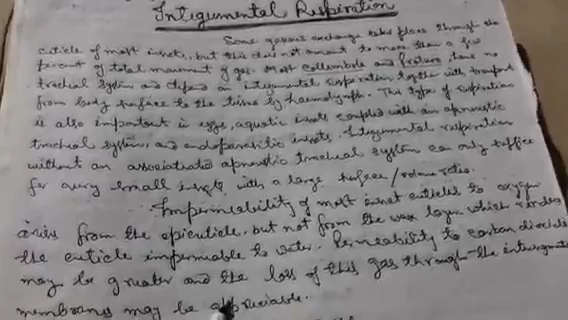 Integumental Respiration
Some gaseous exchange takes place through the
cuticle of most insects, but this does not amount to more than a few
percent of total movement of gas. Most Collembola and Protura, have no
tracheal system and depend on integumental respiration together with transport
from body surface to the tissues by haemolymph. This type of respiration
is also important in eggs, aquatic insects coupled with an apneustic
tracheal system, and endoparasitic insects. Integumental respiration
without an associated apneustic tracheal system can only suffice
for very small insects with a large surface/volume ratio.
Impermeability of most insect cuticles to oxygen
arises from the epicuticle, but not from the wax layer which renders
the cuticle impermeable to water. Permeability to carbon dioxide
may be greater and the loss of this gas through the
membranes may be appreciable.